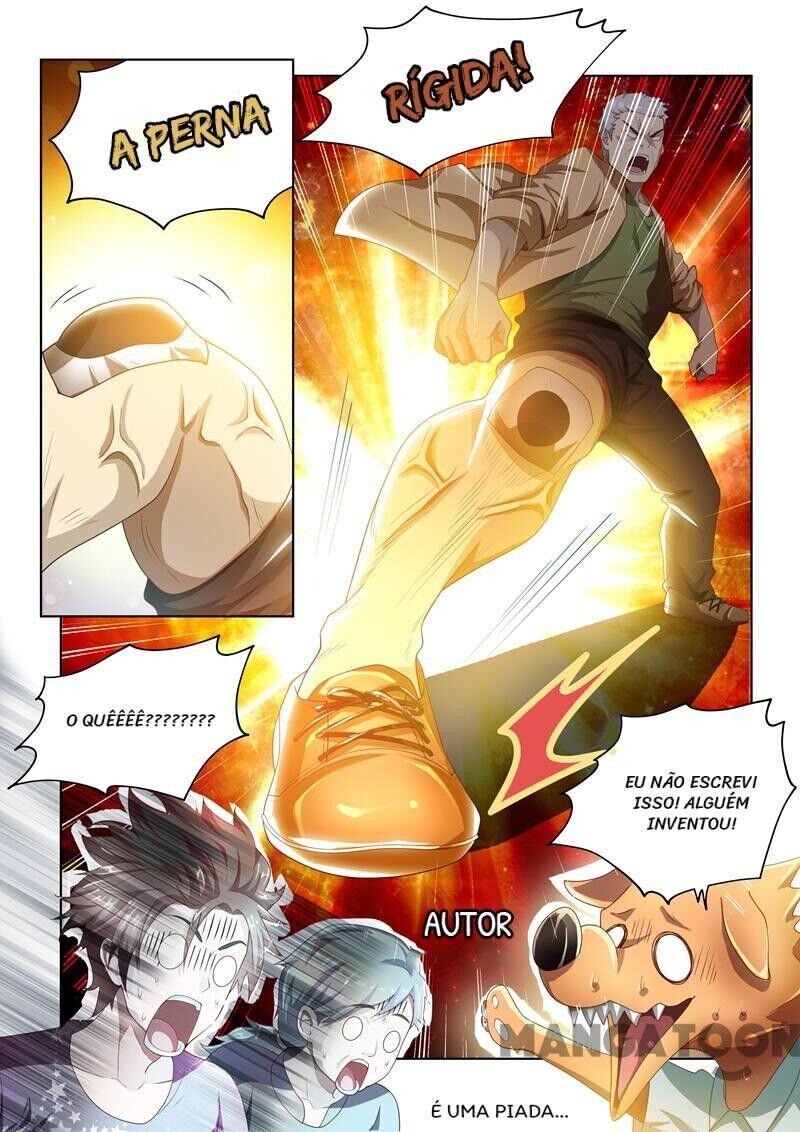 A PERNA
RÍGIDA!
O QUÊÊÊÊ????????
EU NÃO ESCREVI
ISSO! ALGUÉM
INVENTOU!
AUTOR
MANGATOON
É UMA PIADA...